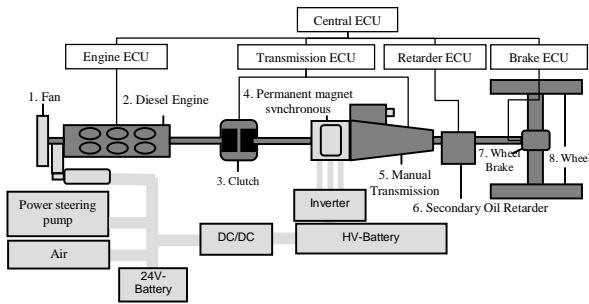 Central ECU
Engine ECU
Transmission ECU
Retarder ECU
Brake ECU
1. Fan
2. Diesel Engine
4. Permanent magnet
synchronous
3. Clutch
5. Manual
Transmission
7. Wheel
Brake
8. Wheel
6. Secondary Oil Retarder
Power steering
pump
Air
24V-
Battery
DC/DC
Inverter
HV-Battery